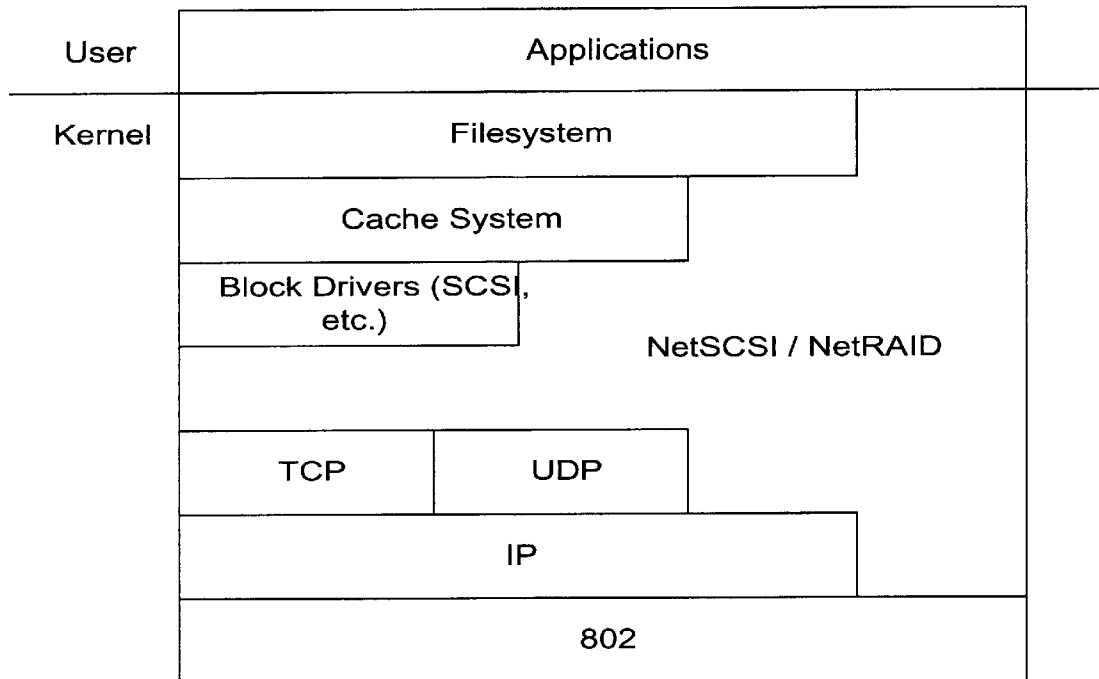 User
Applications
Kernel
Filesystem
Cache System
Block Drivers (SCSI,
etc.)
NetSCSI / NetRAID
TCP
UDP
IP
802